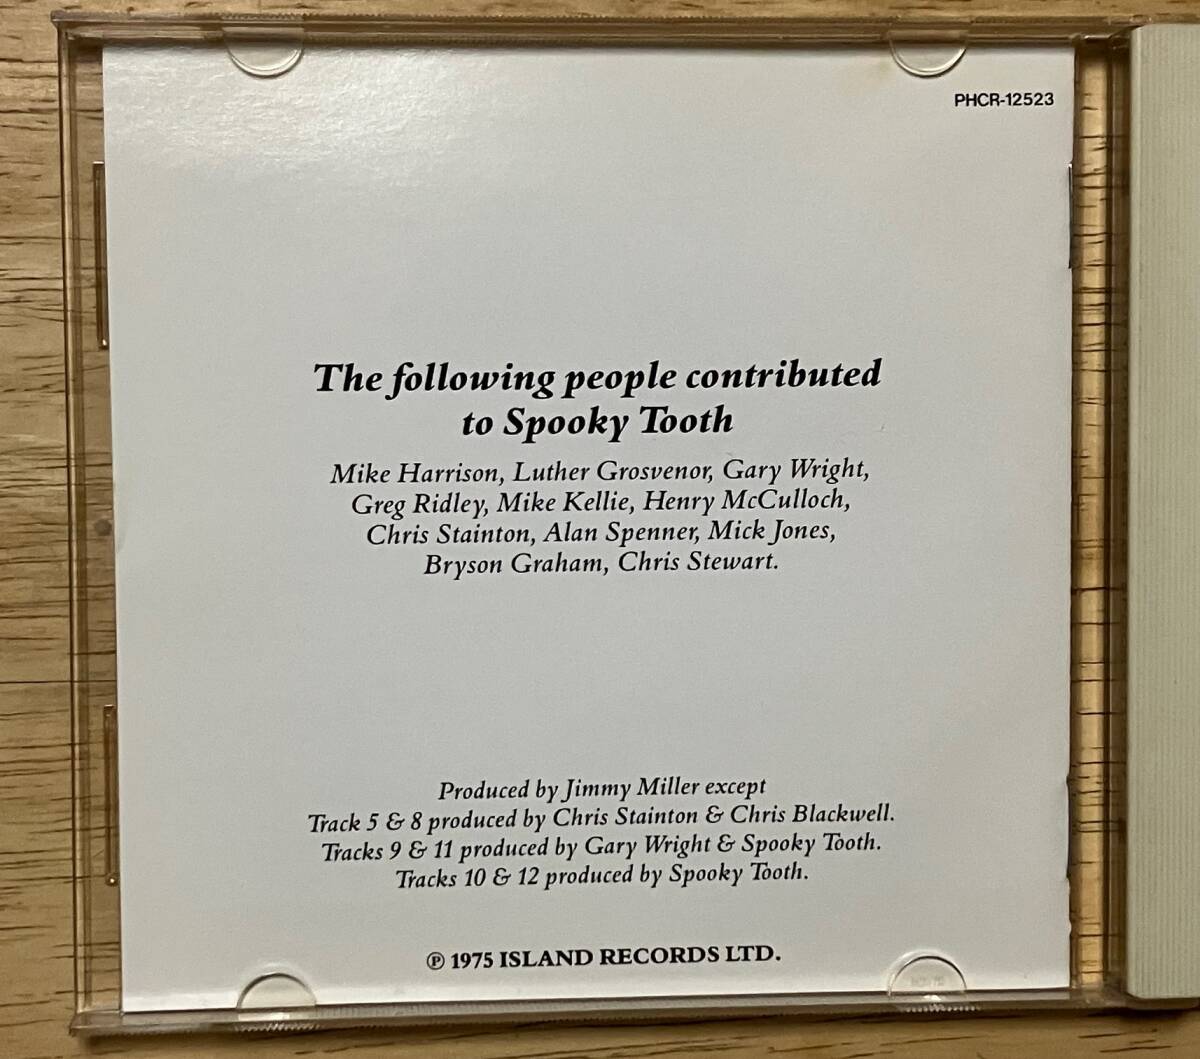 PHCR-12523
The following people contributed
to Spooky Tooth
Mike Harrison, Luther Grosvenor, Gary Wright,
Greg Ridley, Mike Kellie, Henry McCulloch,
Chris Stainton, Alan Spenner, Mick Jones,
Bryson Graham, Chris Stewart.
Produced by Jimmy Miller except
Track 5 & 8 produced by Chris Stainton & Chris Blackwell.
Tracks 9 & 11 produced by Gary Wright & Spooky Tooth.
Tracks 10 & 12 produced by Spooky Tooth.
℗ 1975 ISLAND RECORDS LTD.